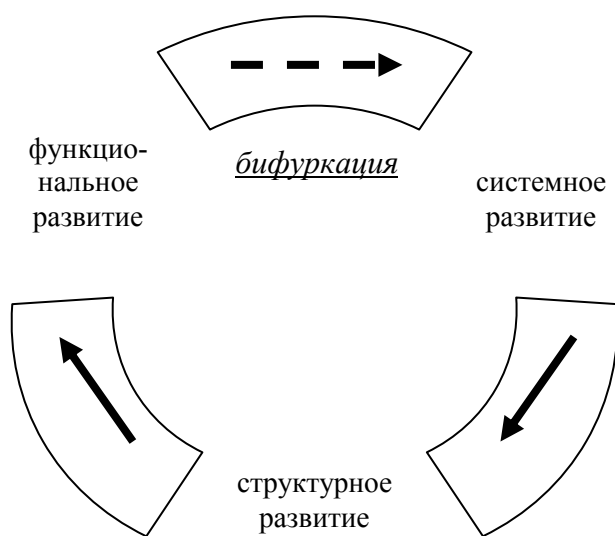 функцио-
нальное
развитие
бифуркация
системное
развитие
структурное
развитие